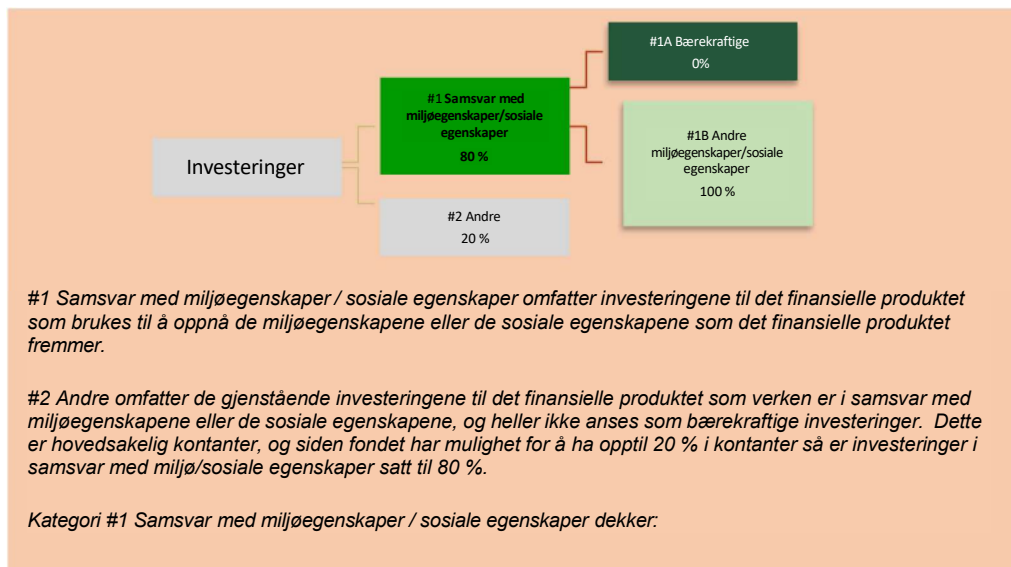 #1A Bærekraftige
0%
#1 Samsvar med
miljøegenskaper/sosiale
egenskaper
80 %
#1B Andre
miljøegenskaper/sosiale
egenskaper
100 %
Investeringer
#2 Andre
20 %
#1 Samsvar med miljøegenskaper / sosiale egenskaper omfatter investeringene til det finansielle produktet
som brukes til å oppnå de miljøegenskapene eller de sosiale egenskapene som det finansielle produktet
fremmer.
#2 Andre omfatter de gjenstående investeringene til det finansielle produktet som verken er i samsvar med
miljøegenskapene eller de sosiale egenskapene, og heller ikke anses som bærekraftige investeringer. Dette
er hovedsakelig kontanter, og siden fondet har mulighet for å ha opptil 20 % i kontanter så er investeringer i
samsvar med miljø/sosiale egenskaper satt til 80 %.
Kategori #1 Samsvar med miljøegenskaper / sosiale egenskaper dekker: